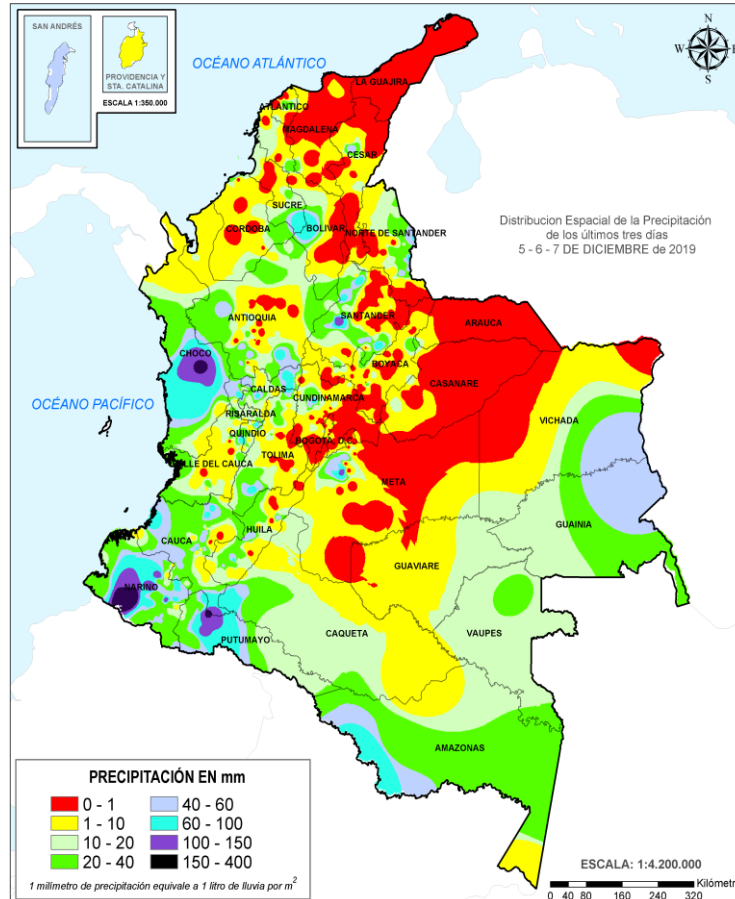 SAN ANDRÉS
PROVIDENCIA Y
STA. CATALINA
ESCALA 1:350.000
OCÉANO ATLÁNTICO
N
W
E
S
LA GUAJIRA
ATLANTICO
MAGDALENA
CESAR
SUCRE
CORDOBA
BOLIVAR
NORTE DE SANTANDER
Distribucion Espacial de la Precipitación
de los últimos tres días
5 - 6 - 7 DE DICIEMBRE de 2019
ANTIOQUIA
SANTANDER
ARAUCA
CHOCO
BOYACA
CASANARE
OCÉANO PACÍFICO
CALDAS
CUNDINAMARCA
RISARALDA
VICHADA
QUINDIO
BOGOTA, D.C.
TOLIMA
VALLE DEL CAUCA
META
GUAINIA
HUILA
CAUCA
GUAVIARE
NARIÑO
CAQUETA
VAUPES
PUTUMAYO
AMAZONAS
PRECIPITACIÓN EN mm
0 - 1
40 - 60
1 - 10
60 - 100
10 - 20
100 - 150
20 - 40
150 - 400
1 milímetro de precipitación equivale a 1 litro de lluvia por m²
ESCALA: 1:4.200.000
Kilómet
0 40 80 160 240 320